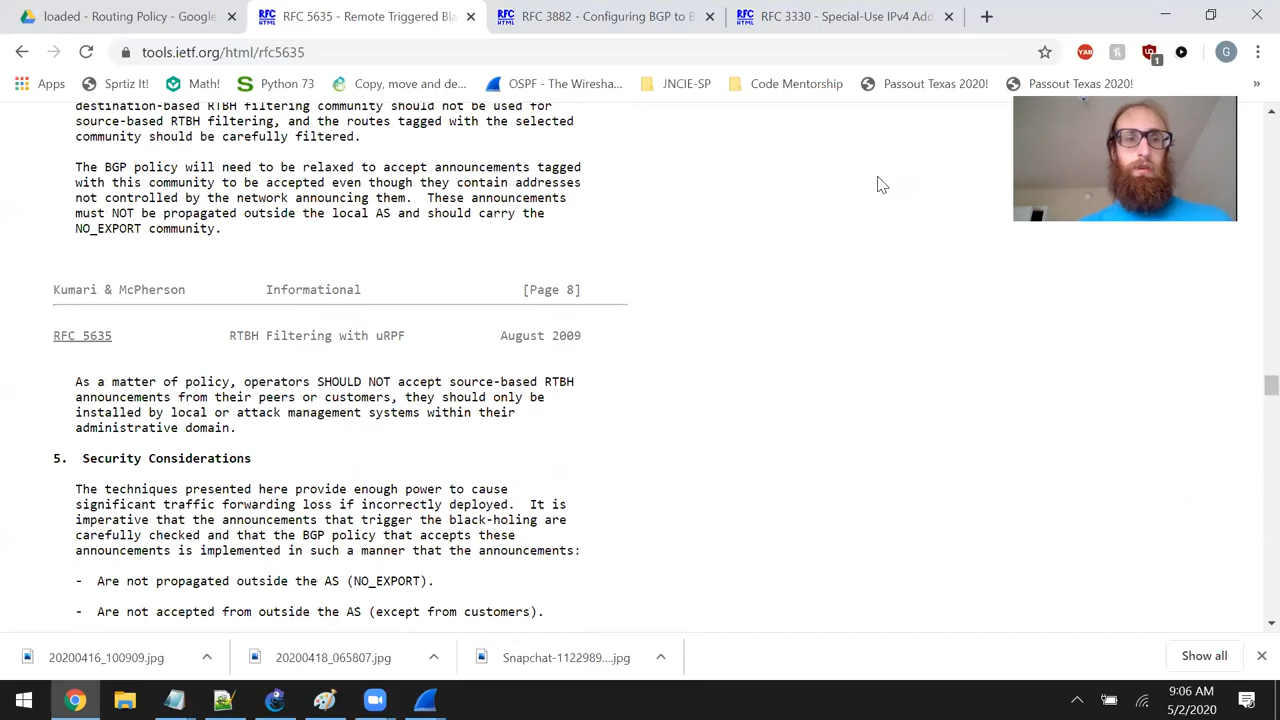 loaded - Routing Policy - Google
RFC 5635 - Remote Triggered Bla
RFC 3882 - Configuring BGP to
RFC 3330 - Special-Use IPv4 Add
tools.ietf.org/html/rfc5635
YAB
1
G
Apps
Sprtiz It!
Math!
Python 73
Copy, move and de...
OSPF - The Wiresha...
JNCIE-SP
Code Mentorship
Passout Texas 2020!
Passout Texas 2020!
»
destination-based RTBH filtering community should not be used for
source-based RTBH filtering, and the routes tagged with the selected
community should be carefully filtered.
The BGP policy will need to be relaxed to accept announcements tagged
with this community to be accepted even though they contain addresses
not controlled by the network announcing them.  These announcements
must NOT be propagated outside the local AS and should carry the
NO_EXPORT community.
Kumari & McPherson Informational [Page 8]
RFC 5635 RTBH Filtering with uRPF August 2009
As a matter of policy, operators SHOULD NOT accept source-based RTBH
announcements from their peers or customers, they should only be
installed by local or attack management systems within their
administrative domain.
5.  Security Considerations
The techniques presented here provide enough power to cause
significant traffic forwarding loss if incorrectly deployed.  It is
imperative that the announcements that trigger the black-holing are
carefully checked and that the BGP policy that accepts these
announcements is implemented in such a manner that the announcements:
-  Are not propagated outside the AS (NO_EXPORT).
-  Are not accepted from outside the AS (except from customers).
20200416_100909.jpg
20200418_065807.jpg
Snapchat-1122989....jpg
Show all
9:06 AM
5/2/2020